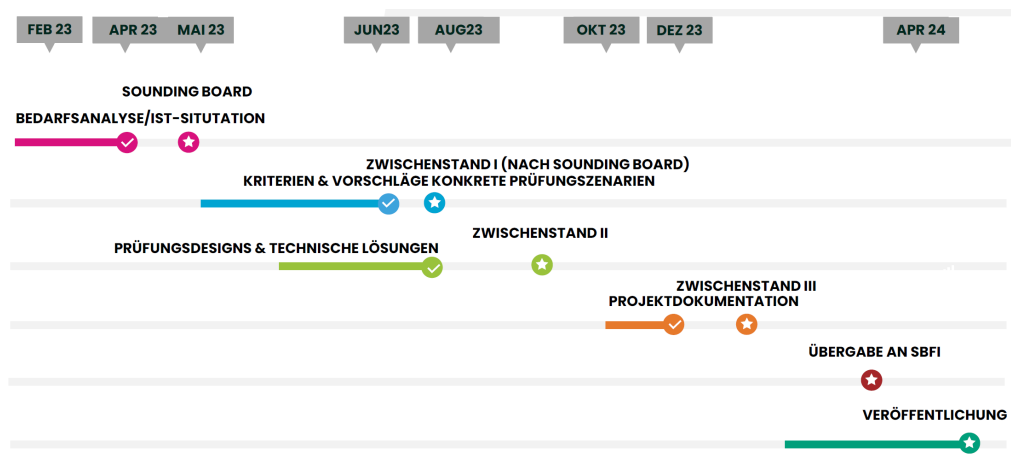 FEB 23
APR 23
MAI 23
JUN23
AUG23
OKT 23
DEZ 23
APR 24
SOUNDING BOARD
BEDARFSANALYSE/IST-SITUTATION
ZWISCHENSTAND I (NACH SOUNDING BOARD)
KRITERIEN & VORSCHLÄGE KONKRETE PRÜFUNGSZENARIEN
ZWISCHENSTAND II
PRÜFUNGSDESIGNS & TECHNISCHE LÖSUNGEN
ZWISCHENSTAND III
PROJEKTDOKUMENTATION
ÜBERGABE AN SBFI
VERÖFFENTLICHUNG